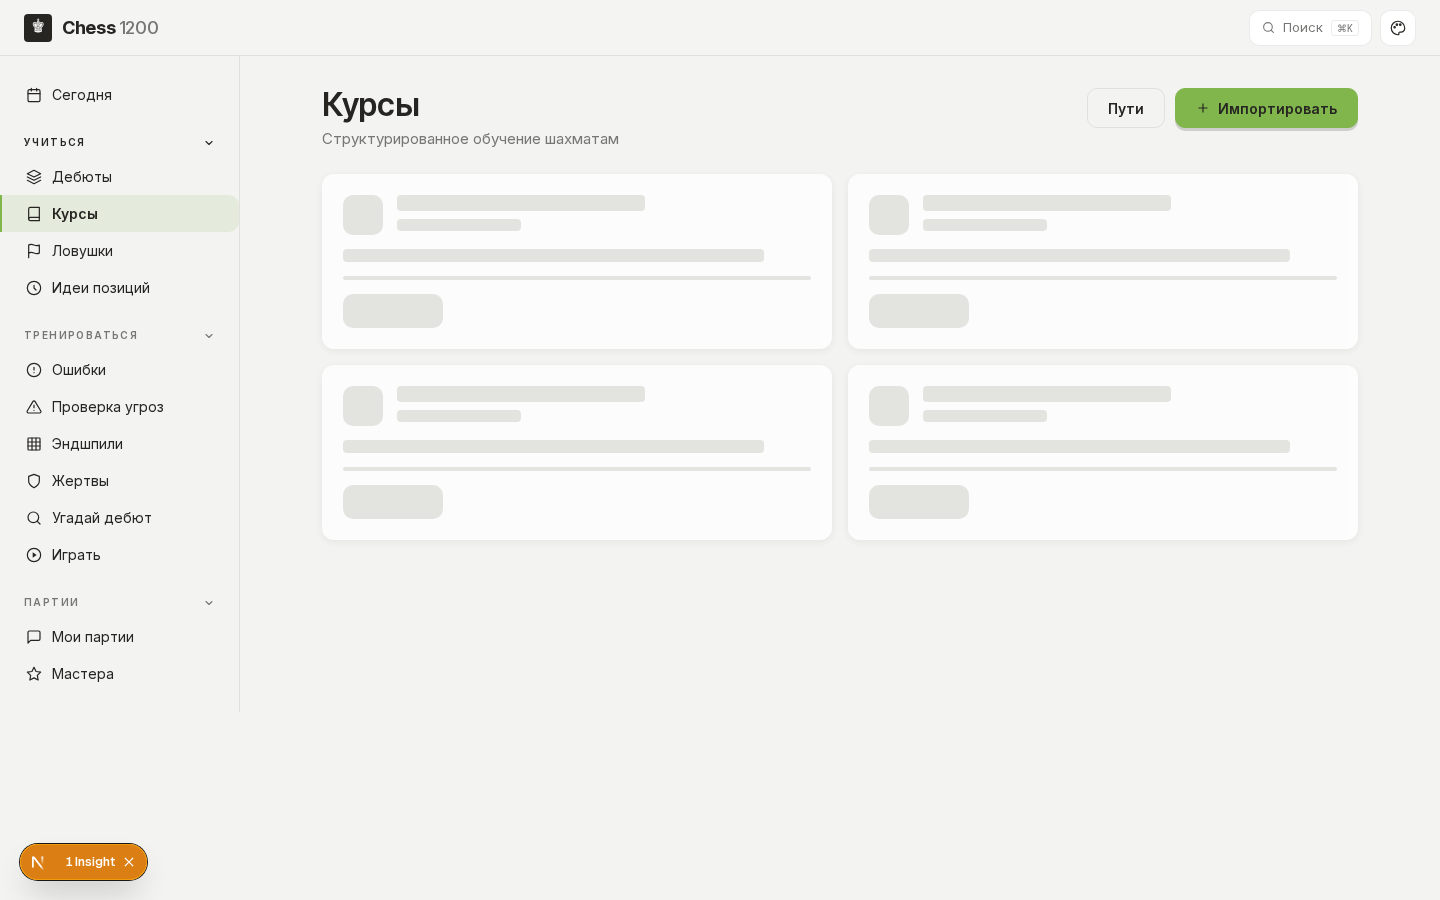 Chess 1200
Поиск ⌘K
Сегодня
УЧИТЬСЯ
Дебюты
Курсы
Ловушки
Идеи позиций
ТРЕНИРОВАТЬСЯ
Ошибки
Проверка угроз
Эндшпили
Жертвы
Угадай дебют
Играть
ПАРТИИ
Мои партии
Мастера
Курсы
Структурированное обучение шахматам
Пути
Импортировать
1 Insight